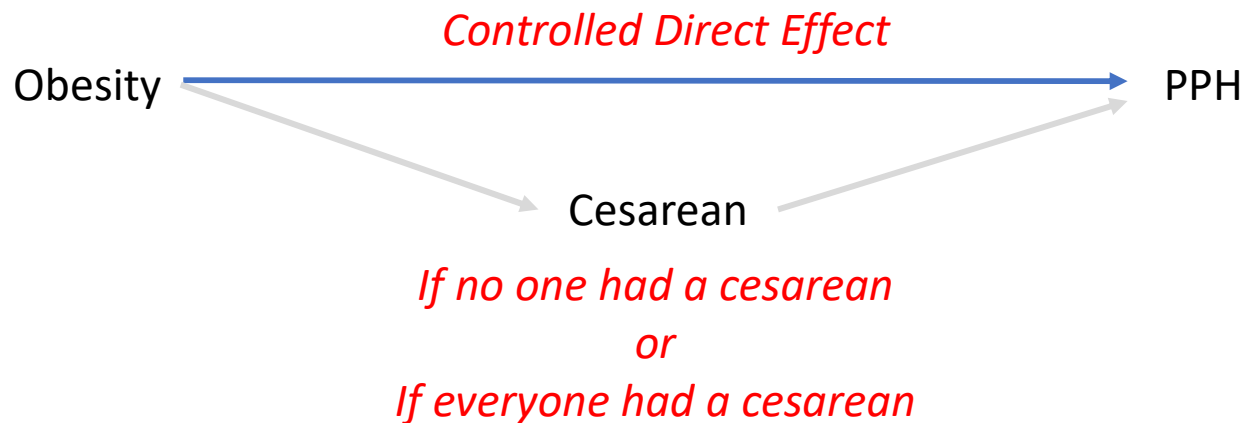 Controlled Direct Effect
Obesity PPH
Cesarean
If no one had a cesarean
or
If everyone had a cesarean